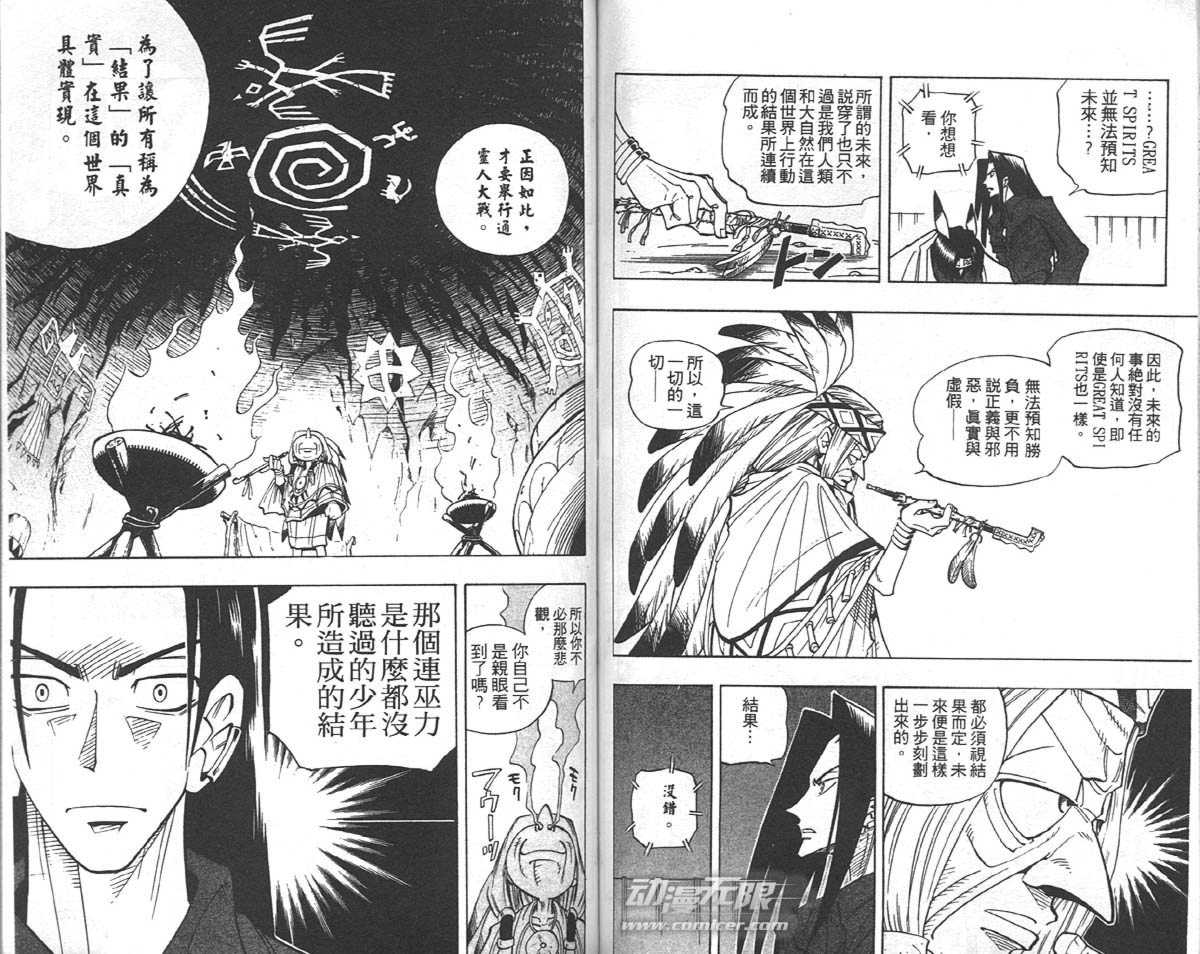 ……?GREA
T SPIRITS
並無法預知
未來…?
你想想
看.
所謂的未來,
說穿了也只不
過是我們人類
和大自然在這
個世界上行動
的結果所連續
而成。
ドン
因此,未來的
事絕對沒有任
何人知道,即
使是GREAT SPI
RITS也一樣。
無法預知勝
負,更不用
說正義與邪
惡,真實與
虛假——
所以,這
一切的一
切——
都必須視結
果而定,未
來便是這樣
一步步刻劃
出來的。
結果…
沒錯。
正因如此,
才要舉行通
靈人大戰。
為了讓所有稱為
「結果」的「真
實」在這個世界
具體實現。
所以你不
必那麼悲
觀,
你自己不
是親眼看
到了嗎?
モク
モク
フウー
那個連巫力
是什麼都沒
聽過的少年
所造成的結
果。
动漫无限
www.comicer.com